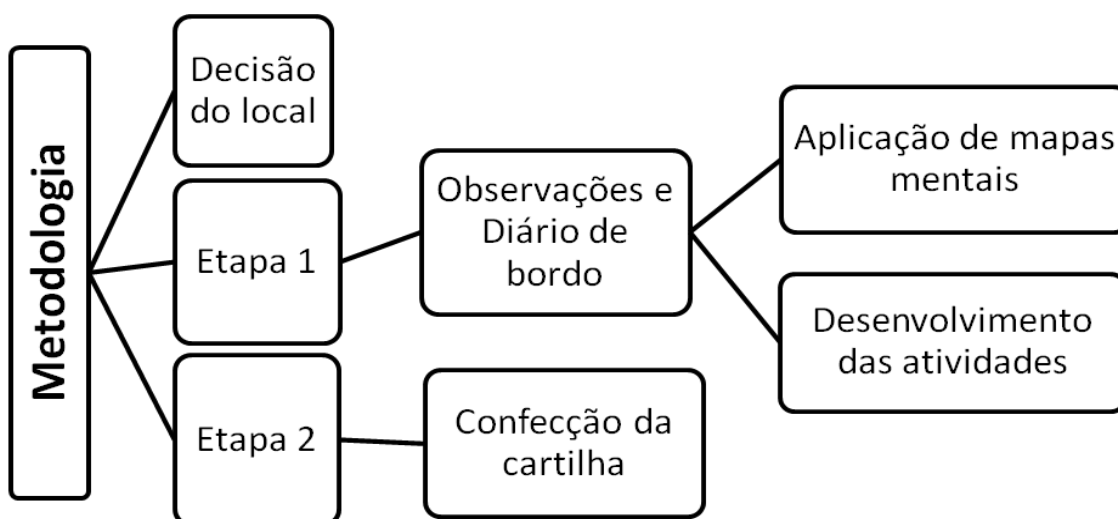 Metodologia
Decisão
do local
Etapa 1
Observações e
Diário de
bordo
Aplicação de mapas
mentais
Desenvolvimento
das atividades
Etapa 2
Confecção da
cartilha